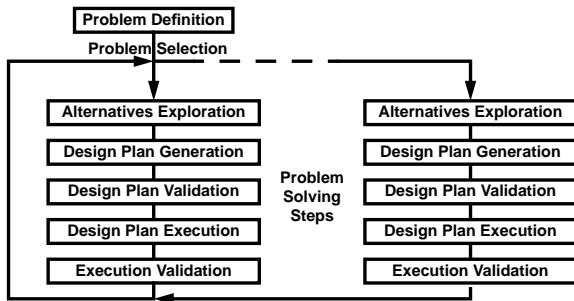 Problem Definition
Problem Selection
Alternatives Exploration
Design Plan Generation
Design Plan Validation
Design Plan Execution
Execution Validation
Problem
Solving
Steps
Alternatives Exploration
Design Plan Generation
Design Plan Validation
Design Plan Execution
Execution Validation